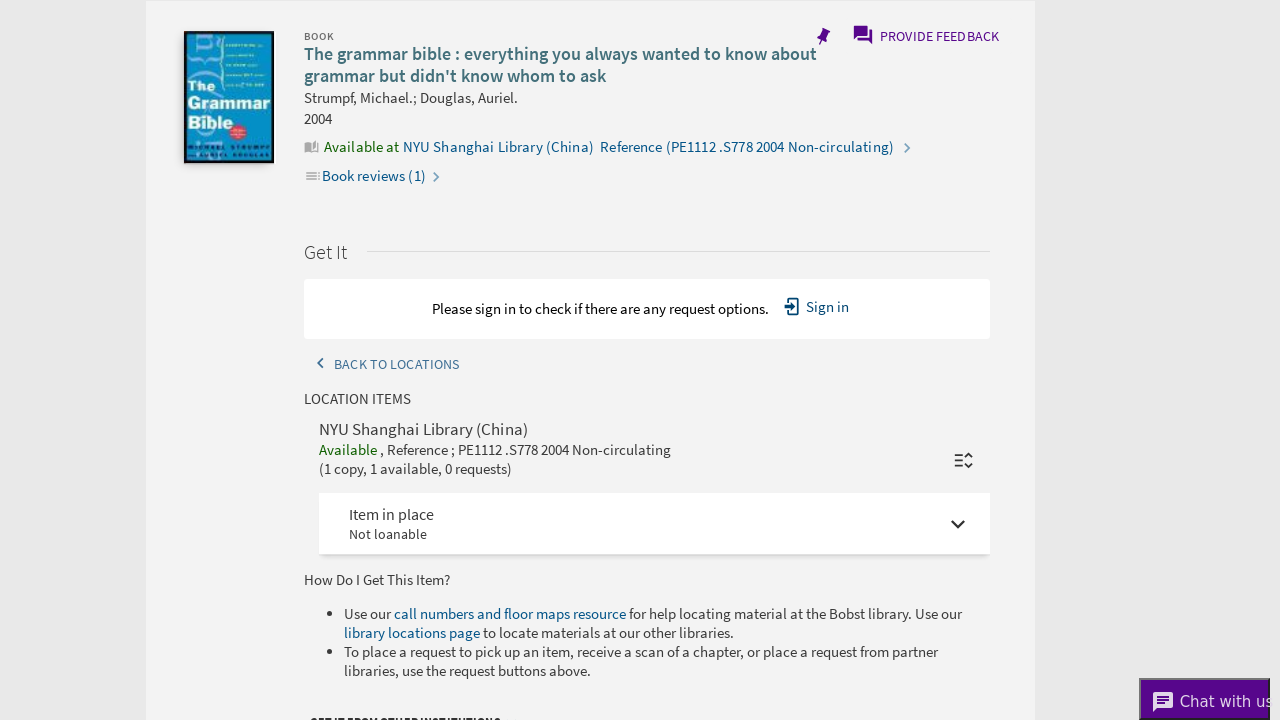 BOOK
The grammar bible : everything you always wanted to know about
grammar but didn't know whom to ask
PROVIDE FEEDBACK
Strumpf, Michael.; Douglas, Auriel.
2004
Available at NYU Shanghai Library (China) Reference (PE1112 .S778 2004 Non-circulating)
Book reviews (1)
The
Grammar
Bible
Get It
Please sign in to check if there are any request options. Sign in
BACK TO LOCATIONS
LOCATION ITEMS
NYU Shanghai Library (China)
Available , Reference ; PE1112 .S778 2004 Non-circulating
(1 copy, 1 available, 0 requests)
Item in place
Not loanable
How Do I Get This Item?
Use our call numbers and floor maps resource for help locating material at the Bobst library. Use our
library locations page to locate materials at our other libraries.
To place a request to pick up an item, receive a scan of a chapter, or place a request from partner
libraries, use the request buttons above.
GET IT FROM OTHER INSTITUTIONS
Chat with us